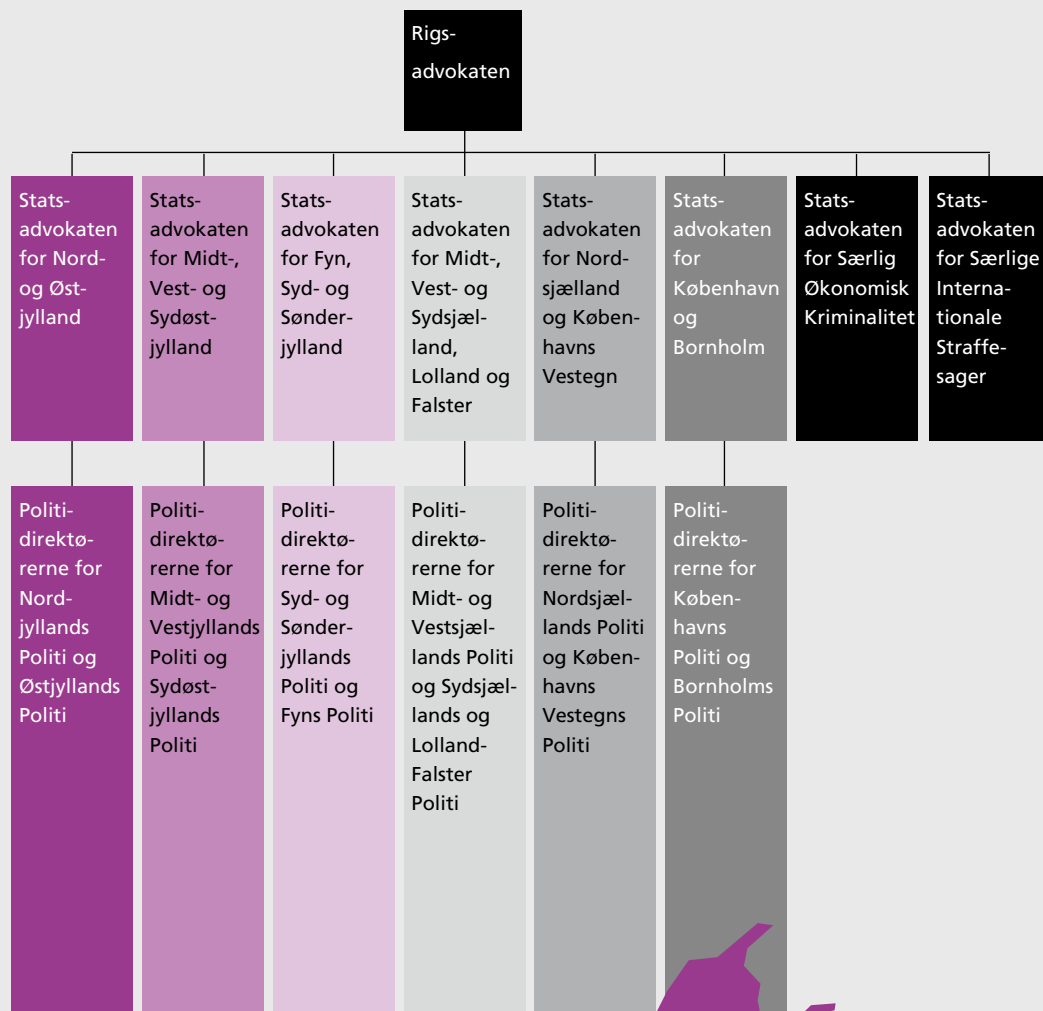 Rigs-
advokaten
Stats-
advokaten
for Nord-
og Øst-
jylland
Stats-
advokaten
for Midt-,
Vest- og
Sydøst-
jylland
Stats-
advokaten
for Fyn,
Syd- og
Sønder-
jylland
Stats-
advokaten
for Midt-,
Vest- og
Sydsjæl-
land,
Lolland og
Falster
Stats-
advokaten
for Nord-
sjælland
og Køben-
havns
Vestegn
Stats-
advokaten
for
København
og
Bornholm
Stats-
advokaten
for Særlig
Økonomisk
Kriminalitet
Stats-
advokaten
for Særlige
Interna-
tionale
Straffe-
sager
Politi-
direktø-
rerne for
Nord-
jyllands
Politi og
Østjyllands
Politi
Politi-
direktø-
rerne for
Midt- og
Vestjyllands
Politi og
Sydøst-
jyllands
Politi
Politi-
direktø-
rerne for
Syd- og
Sønder-
jyllands
Politi og
Fyns Politi
Politi-
direktø-
rerne for
Midt- og
Vestsjæl-
lands Politi
og Sydsjæl-
lands og
Lolland-
Falster
Politi
Politi-
direktø-
rerne for
Nordsjæl-
lands Politi
og Køben-
havns
Vestegns
Politi
Politi-
direktø-
rerne for
Køben-
havns
Politi og
Bornholms
Politi